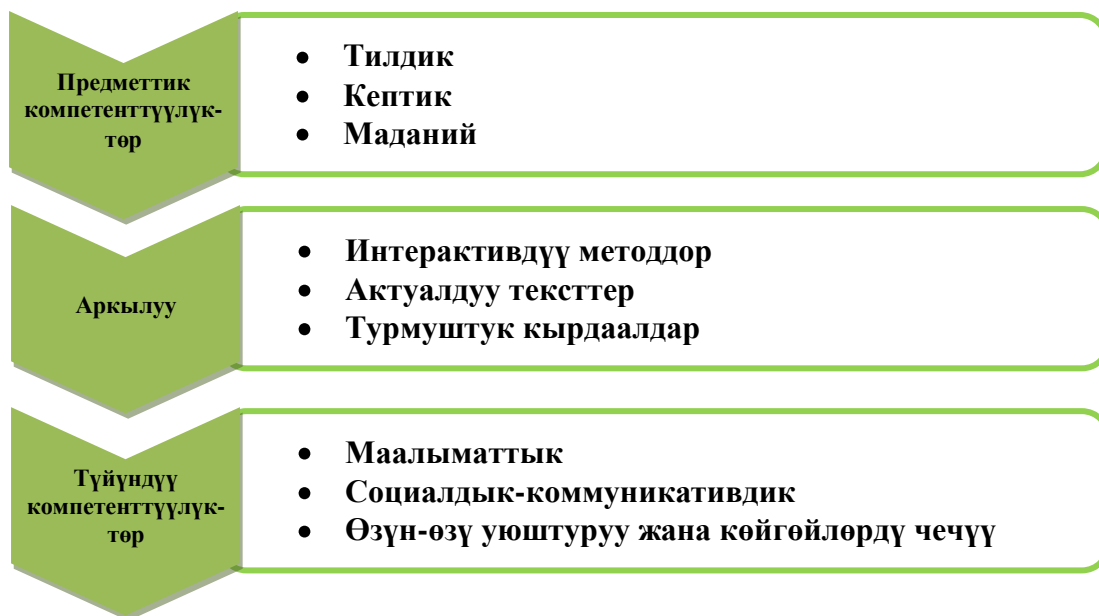 Предметтик
компетенттүүлүк-
төр
• Тилдик
• Кептик
• Маданий
Аркылуу
• Интерактивдүү методдор
• Актуалдуу тексттер
• Турмуштук кырдаалдар
Түйүндүү
компетенттүүлүк-
төр
• Маалыматтык
• Социалдык-коммуникативдик
• Өзүн-өзү уюштуруу жана көйгөйлөрдү чечүү